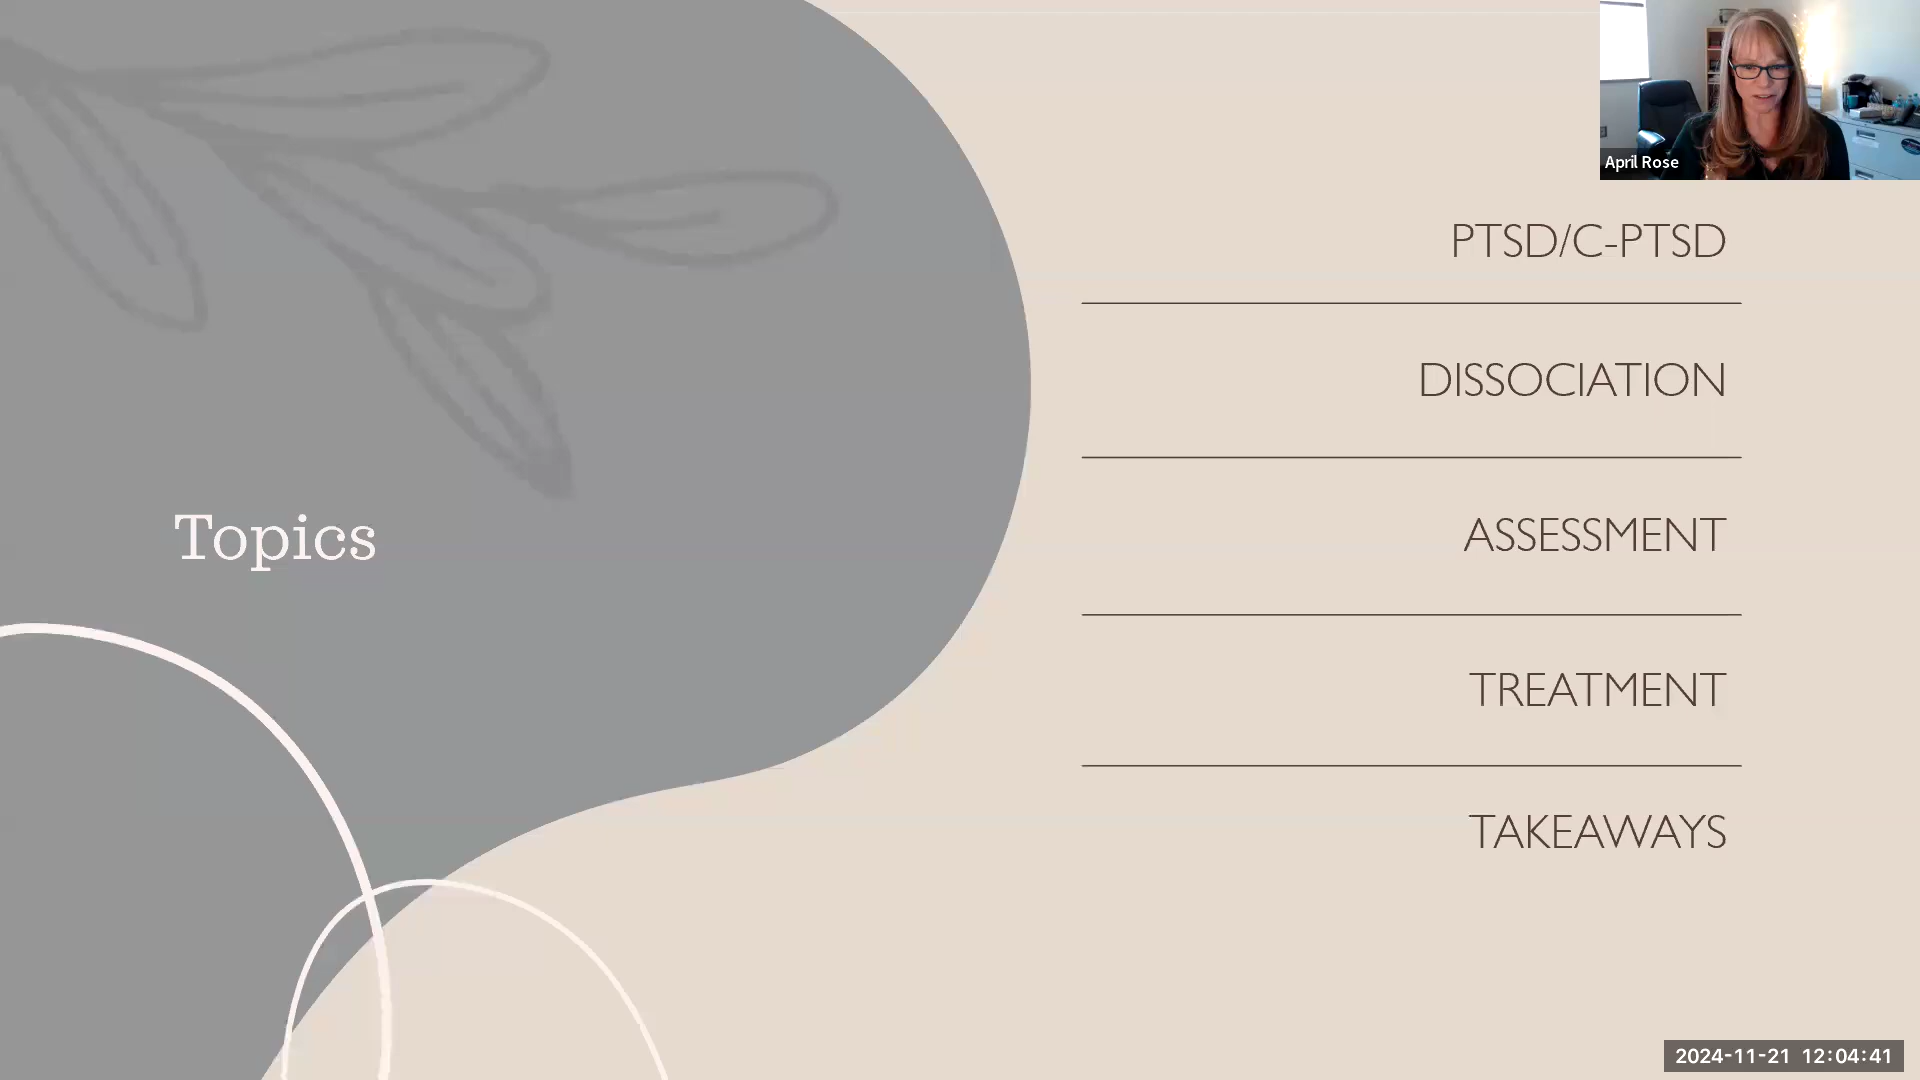 April Rose
PTSD/C-PTSD
DISSOCIATION
ASSESSMENT
Topics
TREATMENT
TAKEAWAYS
2024-11-21 12:04:41